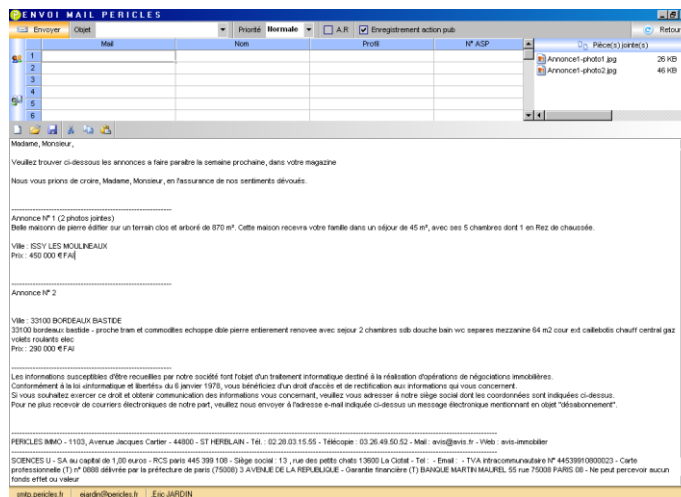 ENVOI MAIL PERICLES
Envoyer Objet Priorité Normale A.R Enregistrement action pub Retour
Mail Nom Profil N° ASP Pièce(s) jointe(s)
1 Annonce1-photo1.jpg 26 KB
2 Annonce1-photo2.jpg 46 KB
3
4
5
6
Madame, Monsieur,
Veuillez trouver ci-dessous les annonces a faire paraitre la semaine prochaine, dans votre magazine
Nous vous prions de croire, Madame, Monsieur, en l'assurance de nos sentiments dévoués.
Annonce N° 1 (2 photos jointes)
Belle maisonn de pierre édifier sur un terrain clos et arboré de 870 m². Cette maison recevra votre famille dans un séjour de 45 m², avec ses 5 chambres dont 1 en Rez de chaussée.
Ville : ISSY LES MOULINEAUX
Prix : 450 000 € FAI
Annonce N° 2
Ville : 33100 BORDEAUX BASTIDE
33100 bordeaux bastide - proche tram et commodites echoppe dble pierre entierement renovee avec sejour 2 chambres sdb douche bain wc separes mezzanine 64 m2 cour ext caillebotis chauff central gaz
volets roulants elec
Prix : 290 000 € FAI
Les informations susceptibles d'être recueillies par notre société font l'objet d'un traitement informatique destiné à la réalisation d'opérations de négociations immobilières.
Conformément à la loi «informatique et libertés» du 6 janvier 1978, vous bénéficiez d'un droit d'accès et de rectification aux informations qui vous concernent.
Si vous souhaitez exercer ce droit et obtenir communication des informations vous concernant, veuillez vous adresser à notre siège social dont les coordonnées sont indiquées ci-dessus.
Pour ne plus recevoir de courriers électroniques de notre part, veuillez nous envoyer à l'adresse e-mail indiquée ci-dessus un message électronique mentionnant en objet "désabonnement".
PERICLES IMMO - 1103, Avenue Jacques Cartier - 44800 - ST HERBLAIN - Tél. : 02.28.03.15.55 - Télécopie : 03.26.49.50.52 - Mail : avis@avis.fr - Web : avis-immobilier
SCIENCES U - SA au capital de 1,00 euros - RCS paris 445 399 108 - Siège social : 13 , rue des petits chats 13600 La Ciotat - Tel : - Email : - TVA intracommunautaire N° 44539910800023 - Carte
professionnelle (T) n° 0888 délivrée par la préfecture de paris (75008) 3 AVENUE DE LA REPUBLIQUE - Garantie financière (T) BANQUE MARTIN MAUREL 55 rue 75008 PARIS 08 - Ne peut percevoir aucun
fonds effet ou valeur
smtp.pericles.fr ejardin@pericles.fr Eric JARDIN